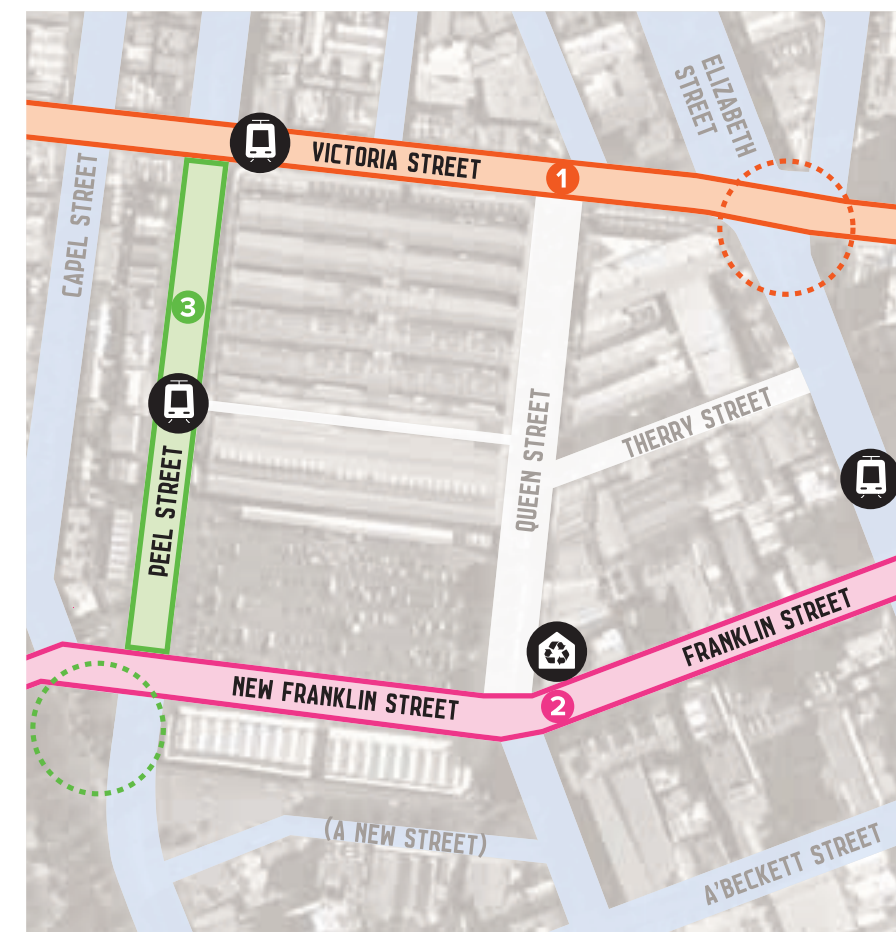 ELIZABETH
STREET
VICTORIA STREET
1
CAPEL STREET
3
PEEL STREET
QUEEN STREET
THERRY STREET
FRANKLIN STREET
NEW FRANKLIN STREET
2
(A NEW STREET)
A'BECKETT STREET